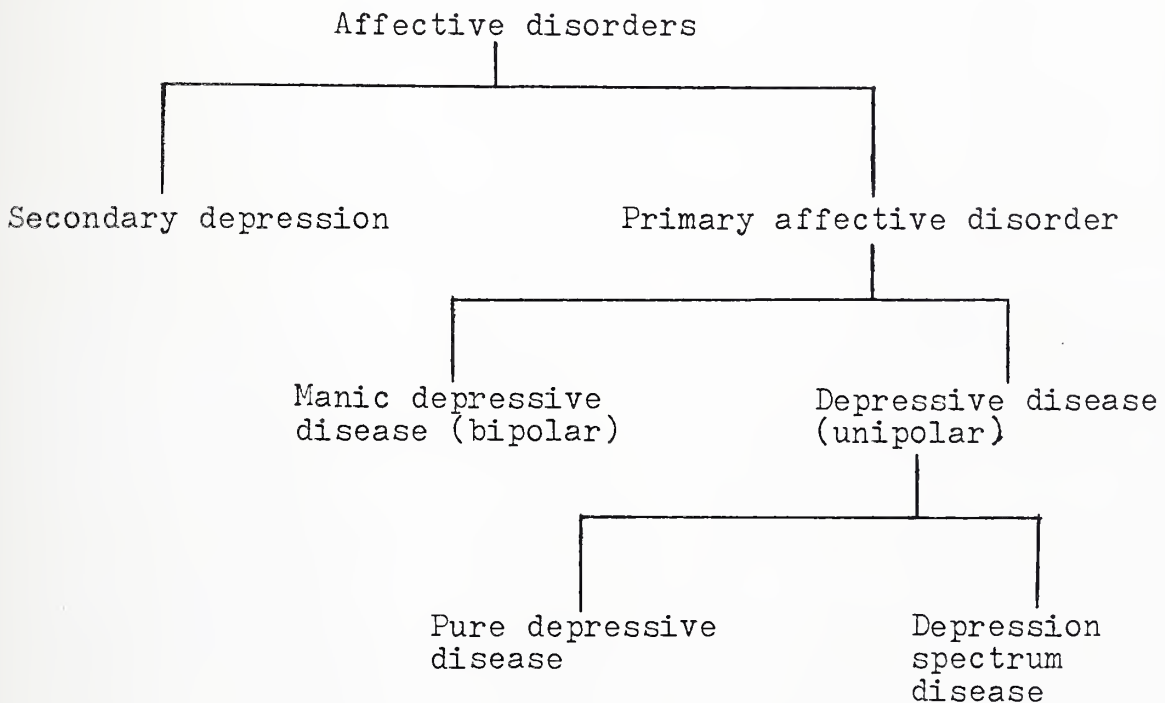 Affective disorders
Secondary depression
Primary affective disorder
Manic depressive
disease (bipolar)
Depressive disease
(unipolar)
Pure depressive
disease
Depression
spectrum
disease